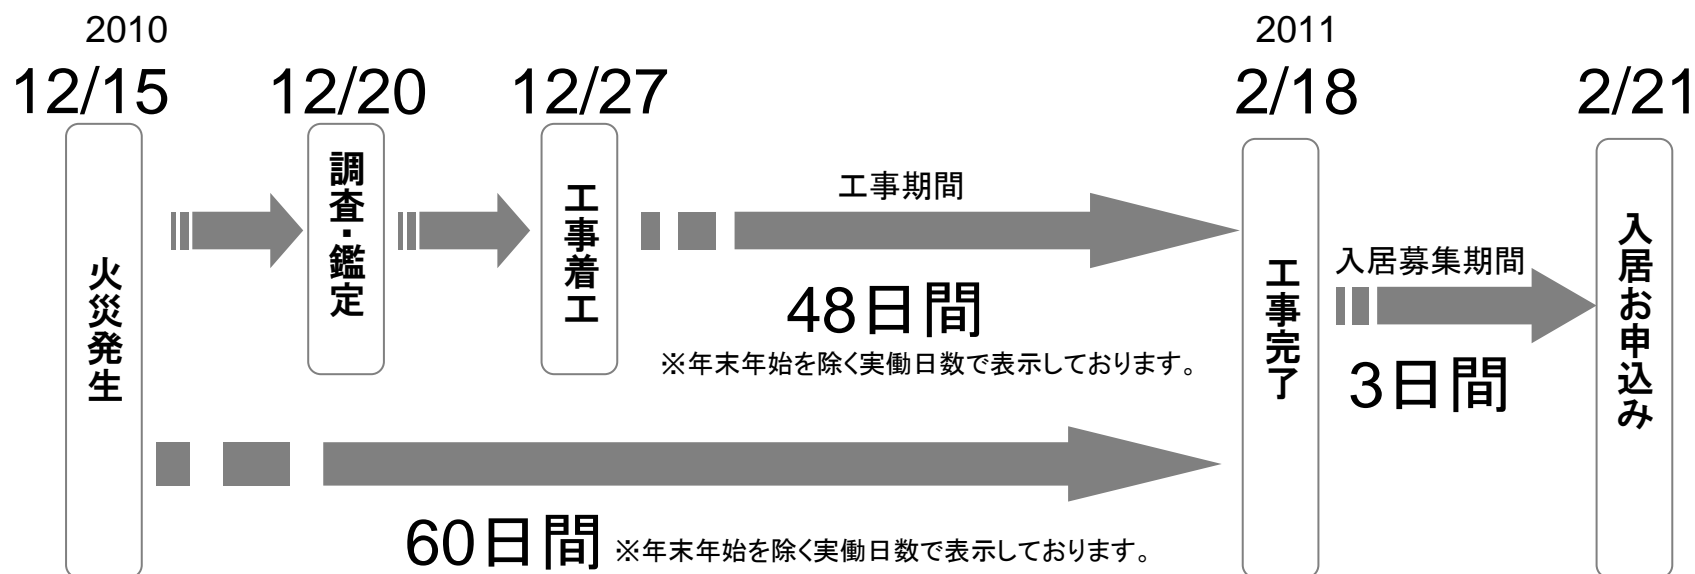 2010
12/15
12/20
12/27
2011
2/18
2/21
火災発生
調査・鑑定
工事着工
工事期間
48日間
※年末年始を除く実働日数で表示しております。
工事完了
入居募集期間
3日間
入居お申込み
60日間 ※年末年始を除く実働日数で表示しております。